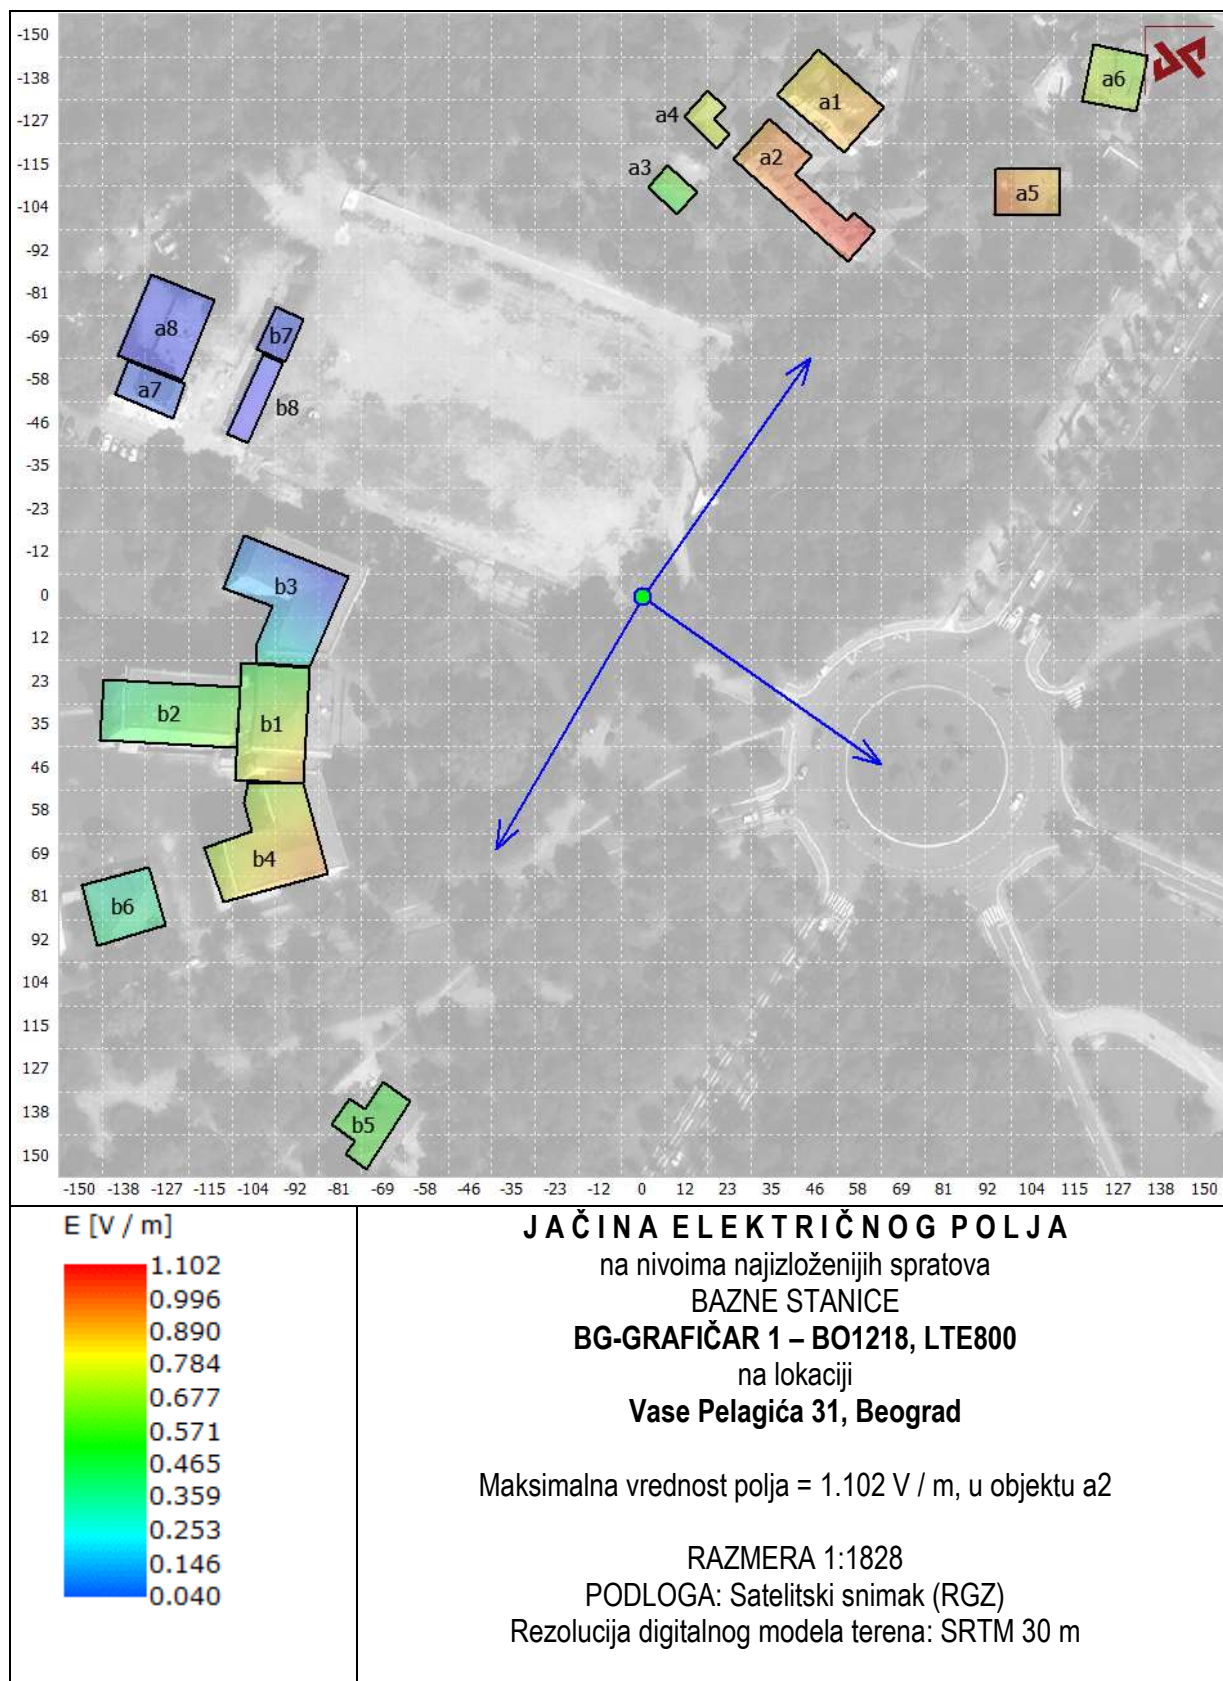 -150
-138
-127
-115
-104
-92
-81
-69
-58
-46
-35
-23
-12
0
12
23
35
46
58
69
81
92
104
115
127
138
150
a1
a2
a3
a4
a5
a6
a7
a8
b1
b2
b3
b4
b5
b6
b7
b8
-150 -138 -127 -115 -104 -92 -81 -69 -58 -46 -35 -23 -12 0 12 23 35 46 58 69 81 92 104 115 127 138 150
E [V / m]
1.102
0.996
0.890
0.784
0.677
0.571
0.465
0.359
0.253
0.146
0.040
JAČINA ELEKTRIČNOG POLJA
na nivoima najizloženijih spratova
BAZNE STANICE
BG-GRAFIČAR 1 – BO1218, LTE800
na lokaciji
Vase Pelagića 31, Beograd
Maksimalna vrednost polja = 1.102 V / m, u objektu a2
RAZMERA 1:1828
PODLOGA: Satelitski snimak (RGZ)
Rezolucija digitalnog modela terena: SRTM 30 m